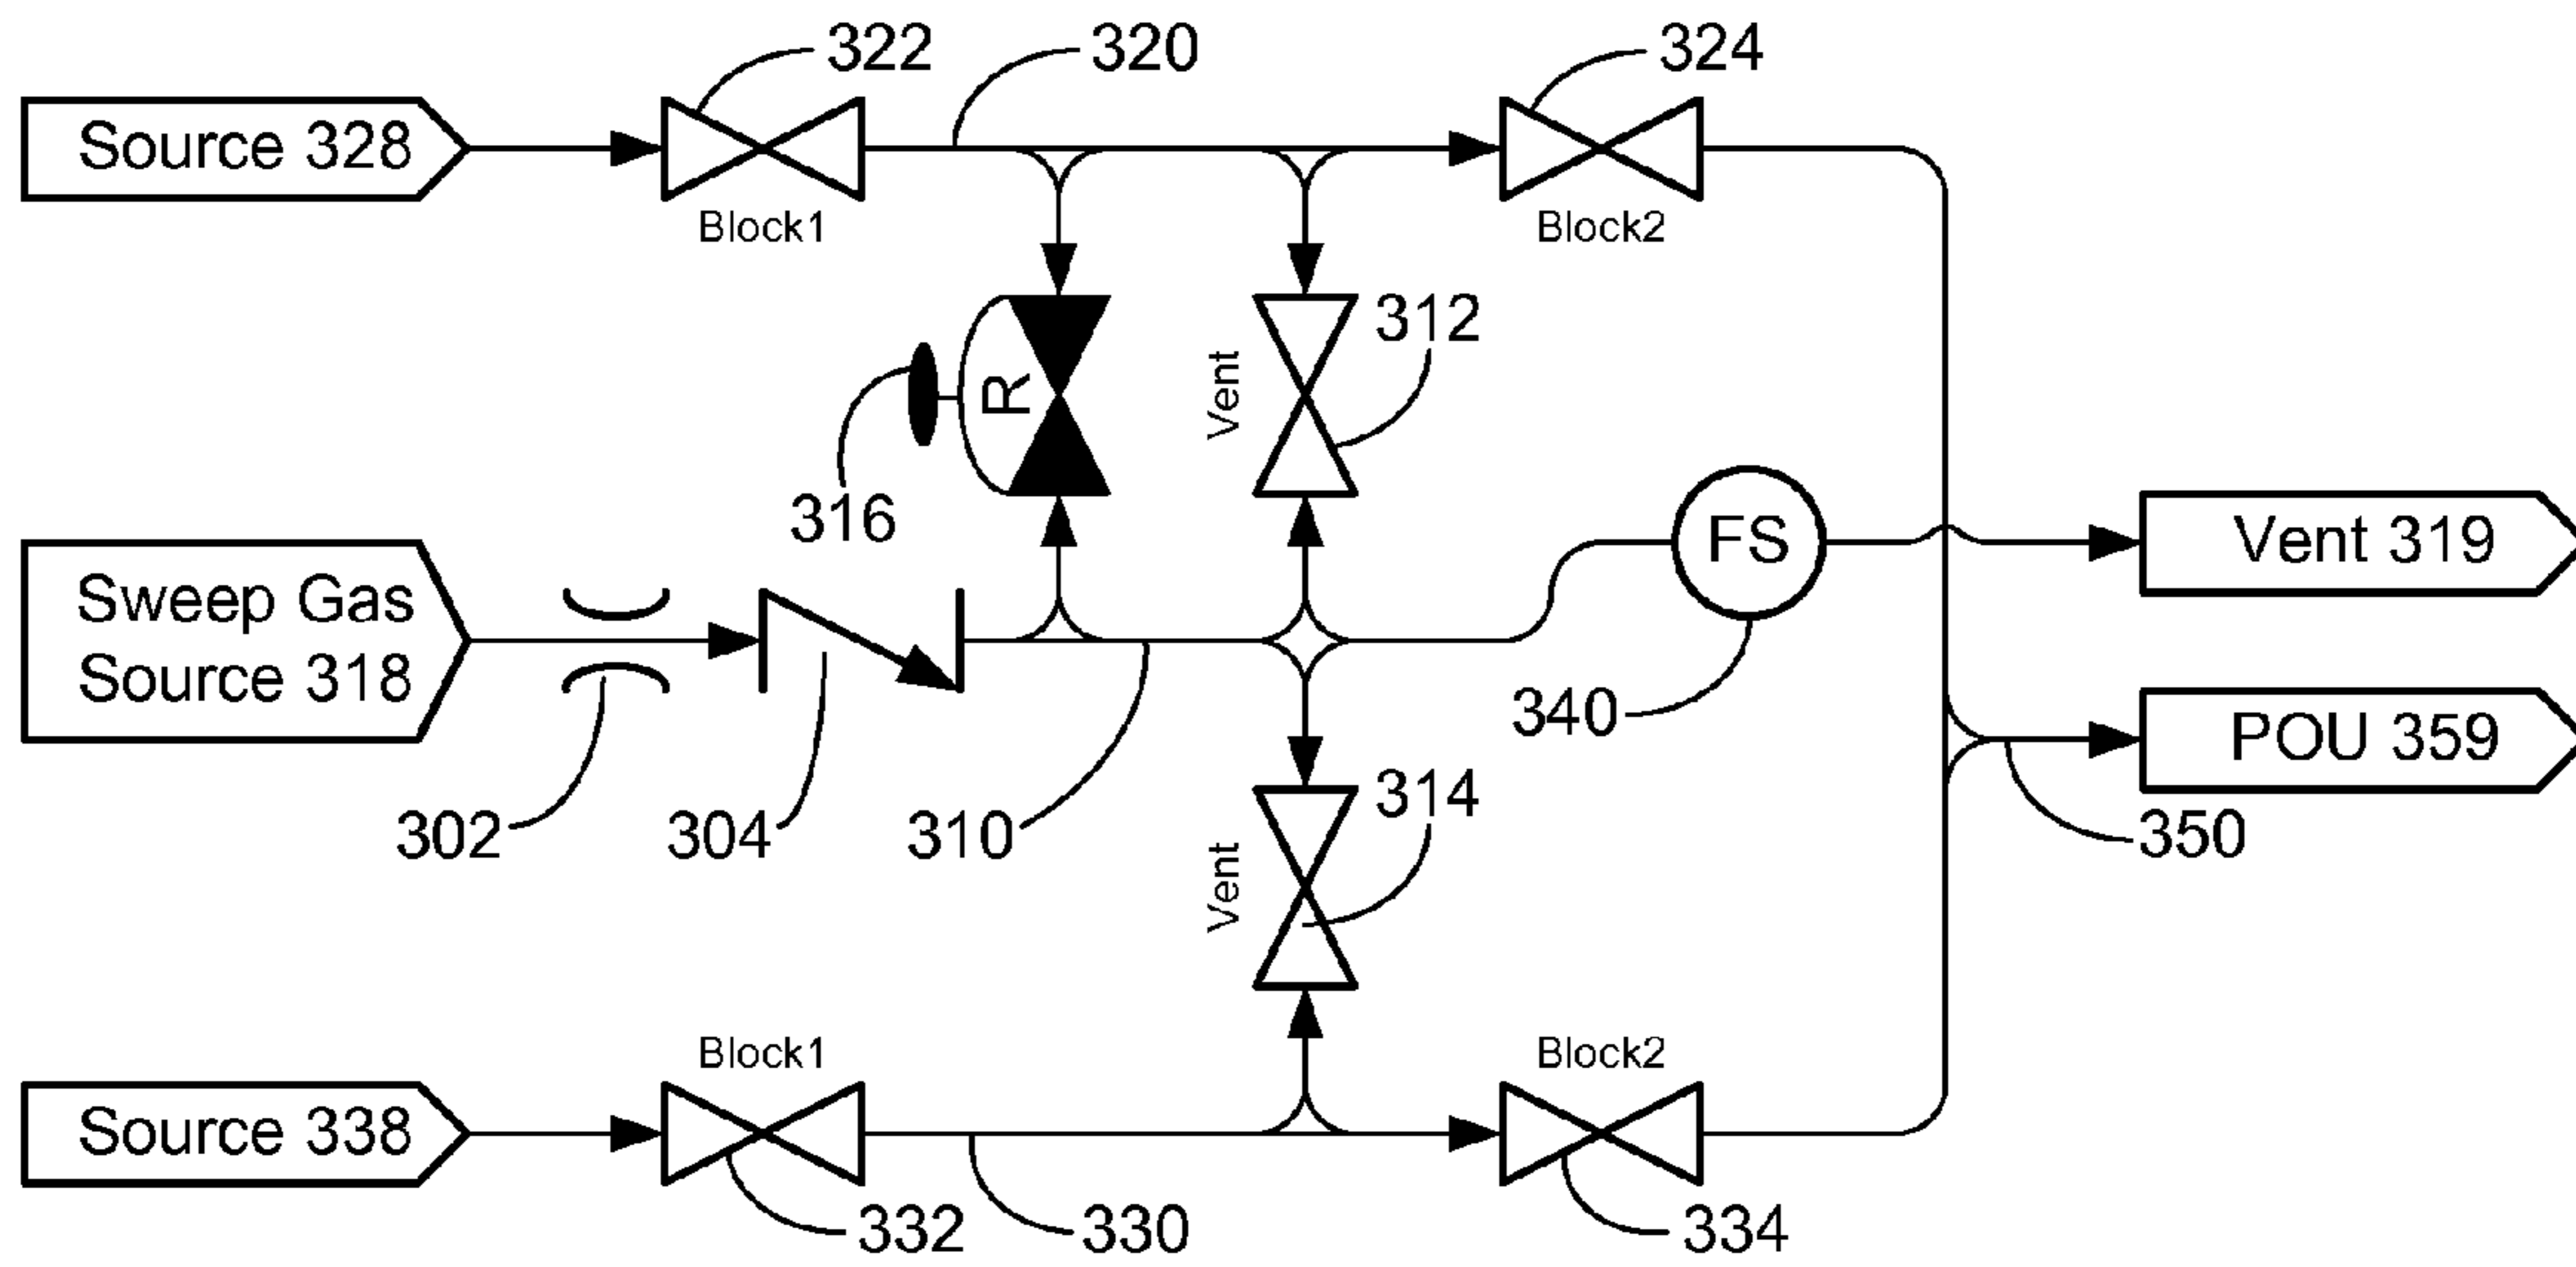 322
320
324
Source 328
Block1
Block2
312
Vent
R
316
FS
Vent 319
Sweep Gas
Source 318
340
POU 359
314
302
304
310
350
Vent
Block1
Block2
Source 338
332
330
334